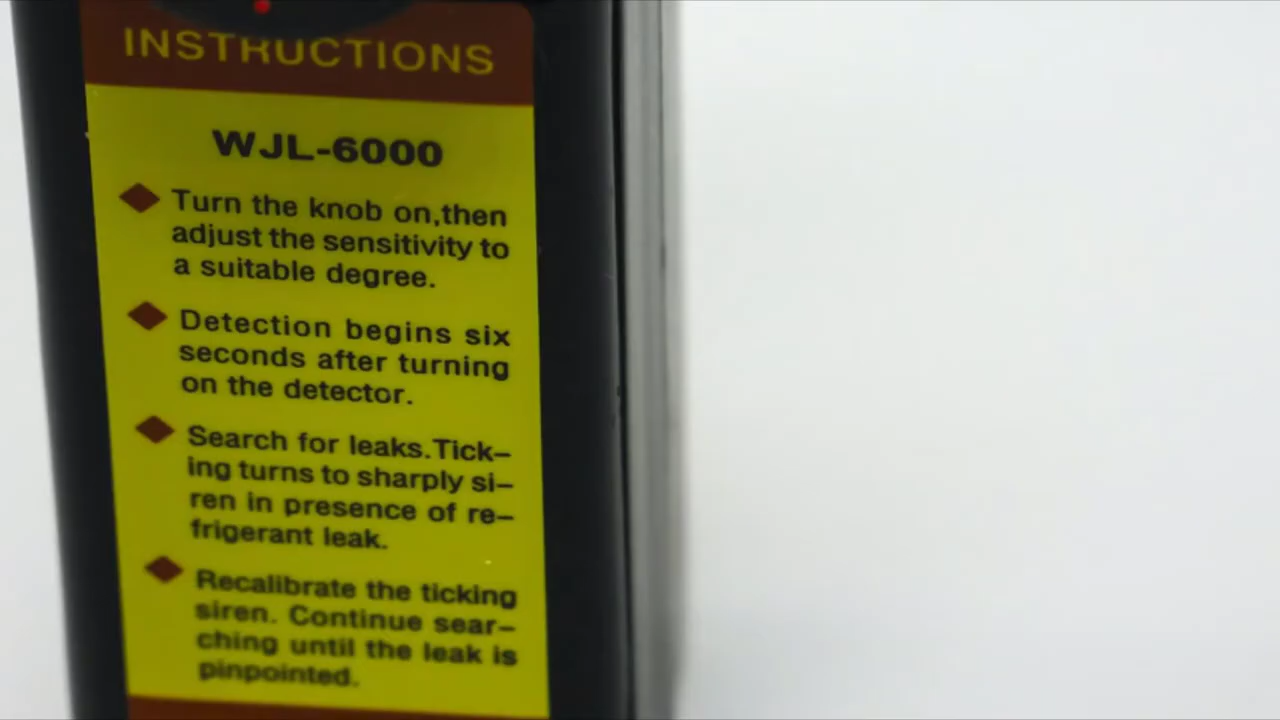 INSTRUCTIONS
WJL-6000
Turn the knob on,then
adjust the sensitivity to
a suitable degree.
Detection begins six
seconds after turning
on the detector.
Search for leaks.Tick-
ing turns to sharply si-
ren in presence of re-
frigerant leak.
Recalibrate the ticking
siren. Continue sear-
ching until the leak is
pinpointed.